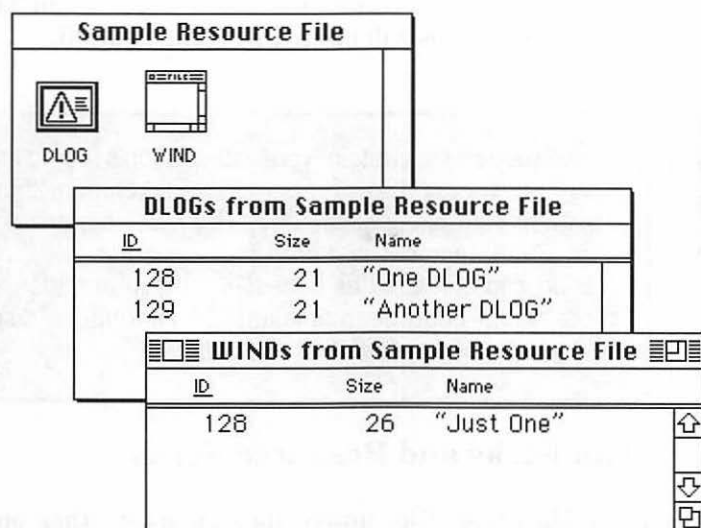 Sample Resource File
FILE
DLOG WIND
DLOGs from Sample Resource File
ID Size Name
128 21 "One DLOG"
129 21 "Another DLOG"
WINDs from Sample Resource File
ID Size Name
128 26 "Just One"